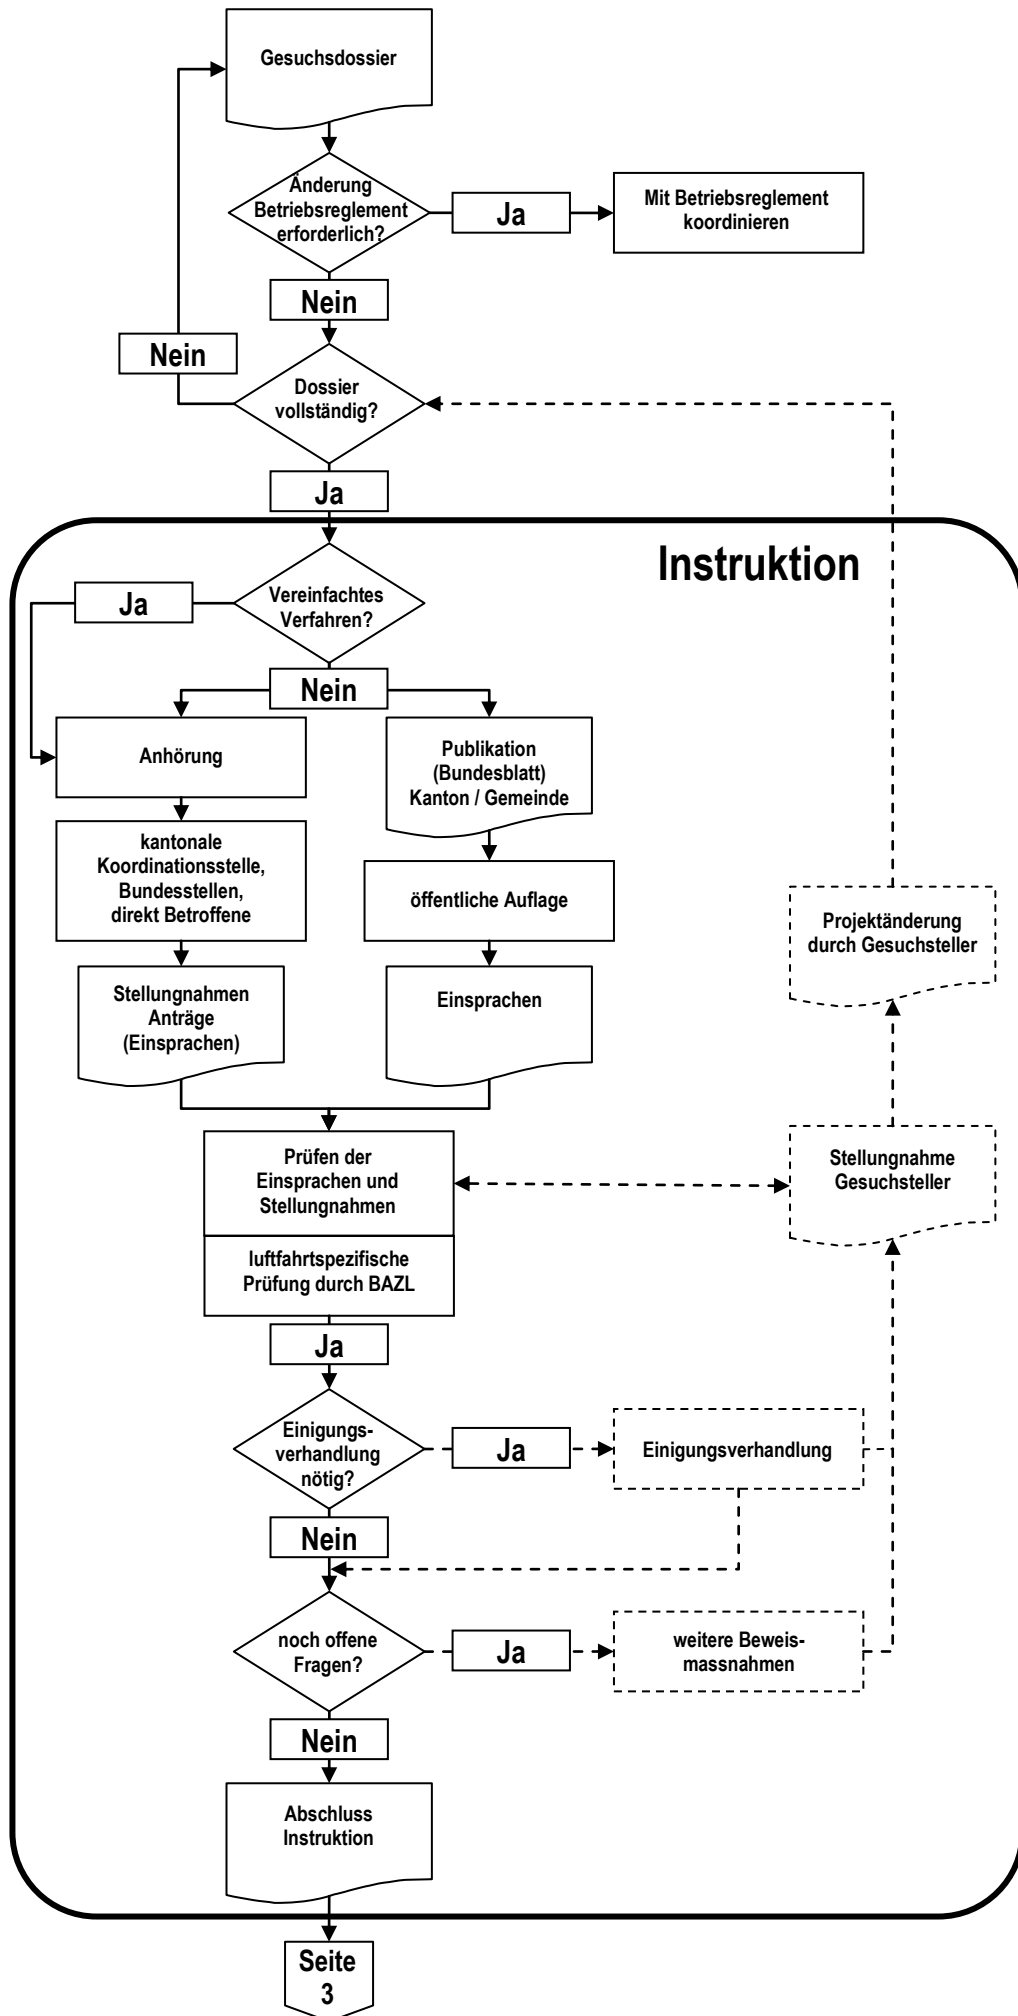 Gesuchsdossier
Änderung
Betriebsreglement
erforderlich?
Ja
Mit Betriebsreglement
koordinieren
Nein
Nein
Dossier
vollständig?
Ja
Instruktion
Vereinfachtes
Verfahren?
Ja
Nein
Anhörung
Publikation
(Bundesblatt)
Kanton / Gemeinde
kantonale
Koordinationsstelle,
Bundesstellen,
direkt Betroffene
öffentliche Auflage
Projektänderung
durch Gesuchsteller
Stellungnahmen
Anträge
(Einsprachen)
Einsprachen
Prüfen der
Einsprachen und
Stellungnahmen
Stellungnahme
Gesuchsteller
luftfahrtspezifische
Prüfung durch BAZL
Ja
Einigungs-
verhandlung
nötig?
Ja
Einigungsverhandlung
Nein
noch offene
Fragen?
Ja
weitere Beweis-
massnahmen
Nein
Abschluss
Instruktion
Seite
3